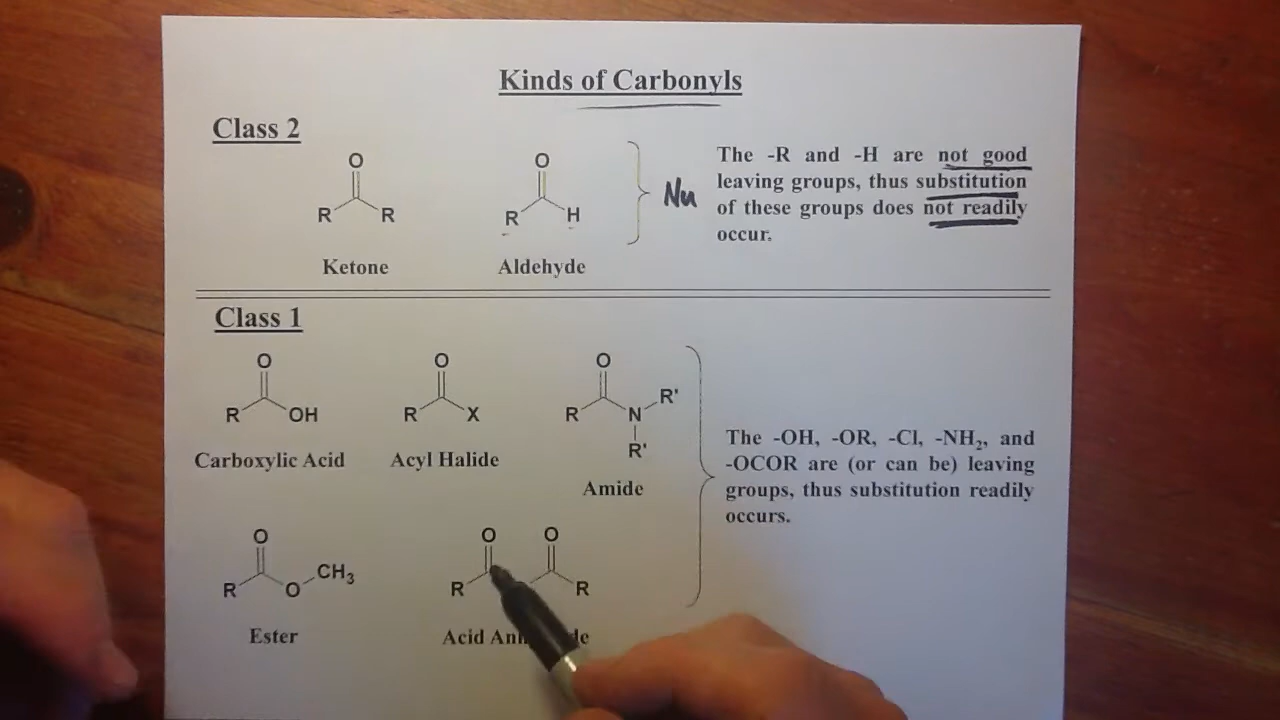 Kinds of Carbonyls
Class 2
O
O
R
R
R
H
Ketone
Aldehyde
Nu
The -R and -H are not good
leaving groups, thus substitution
of these groups does not readily
occur.
Class 1
O
R
OH
Carboxylic Acid
O
R
X
Acyl Halide
O
R
N
R'
R'
Amide
The -OH, -OR, -Cl, -NH₂, and
-OCOR are (or can be) leaving
groups, thus substitution readily
occurs.
O
R
O
CH₃
Ester
O
O
R
R
Acid